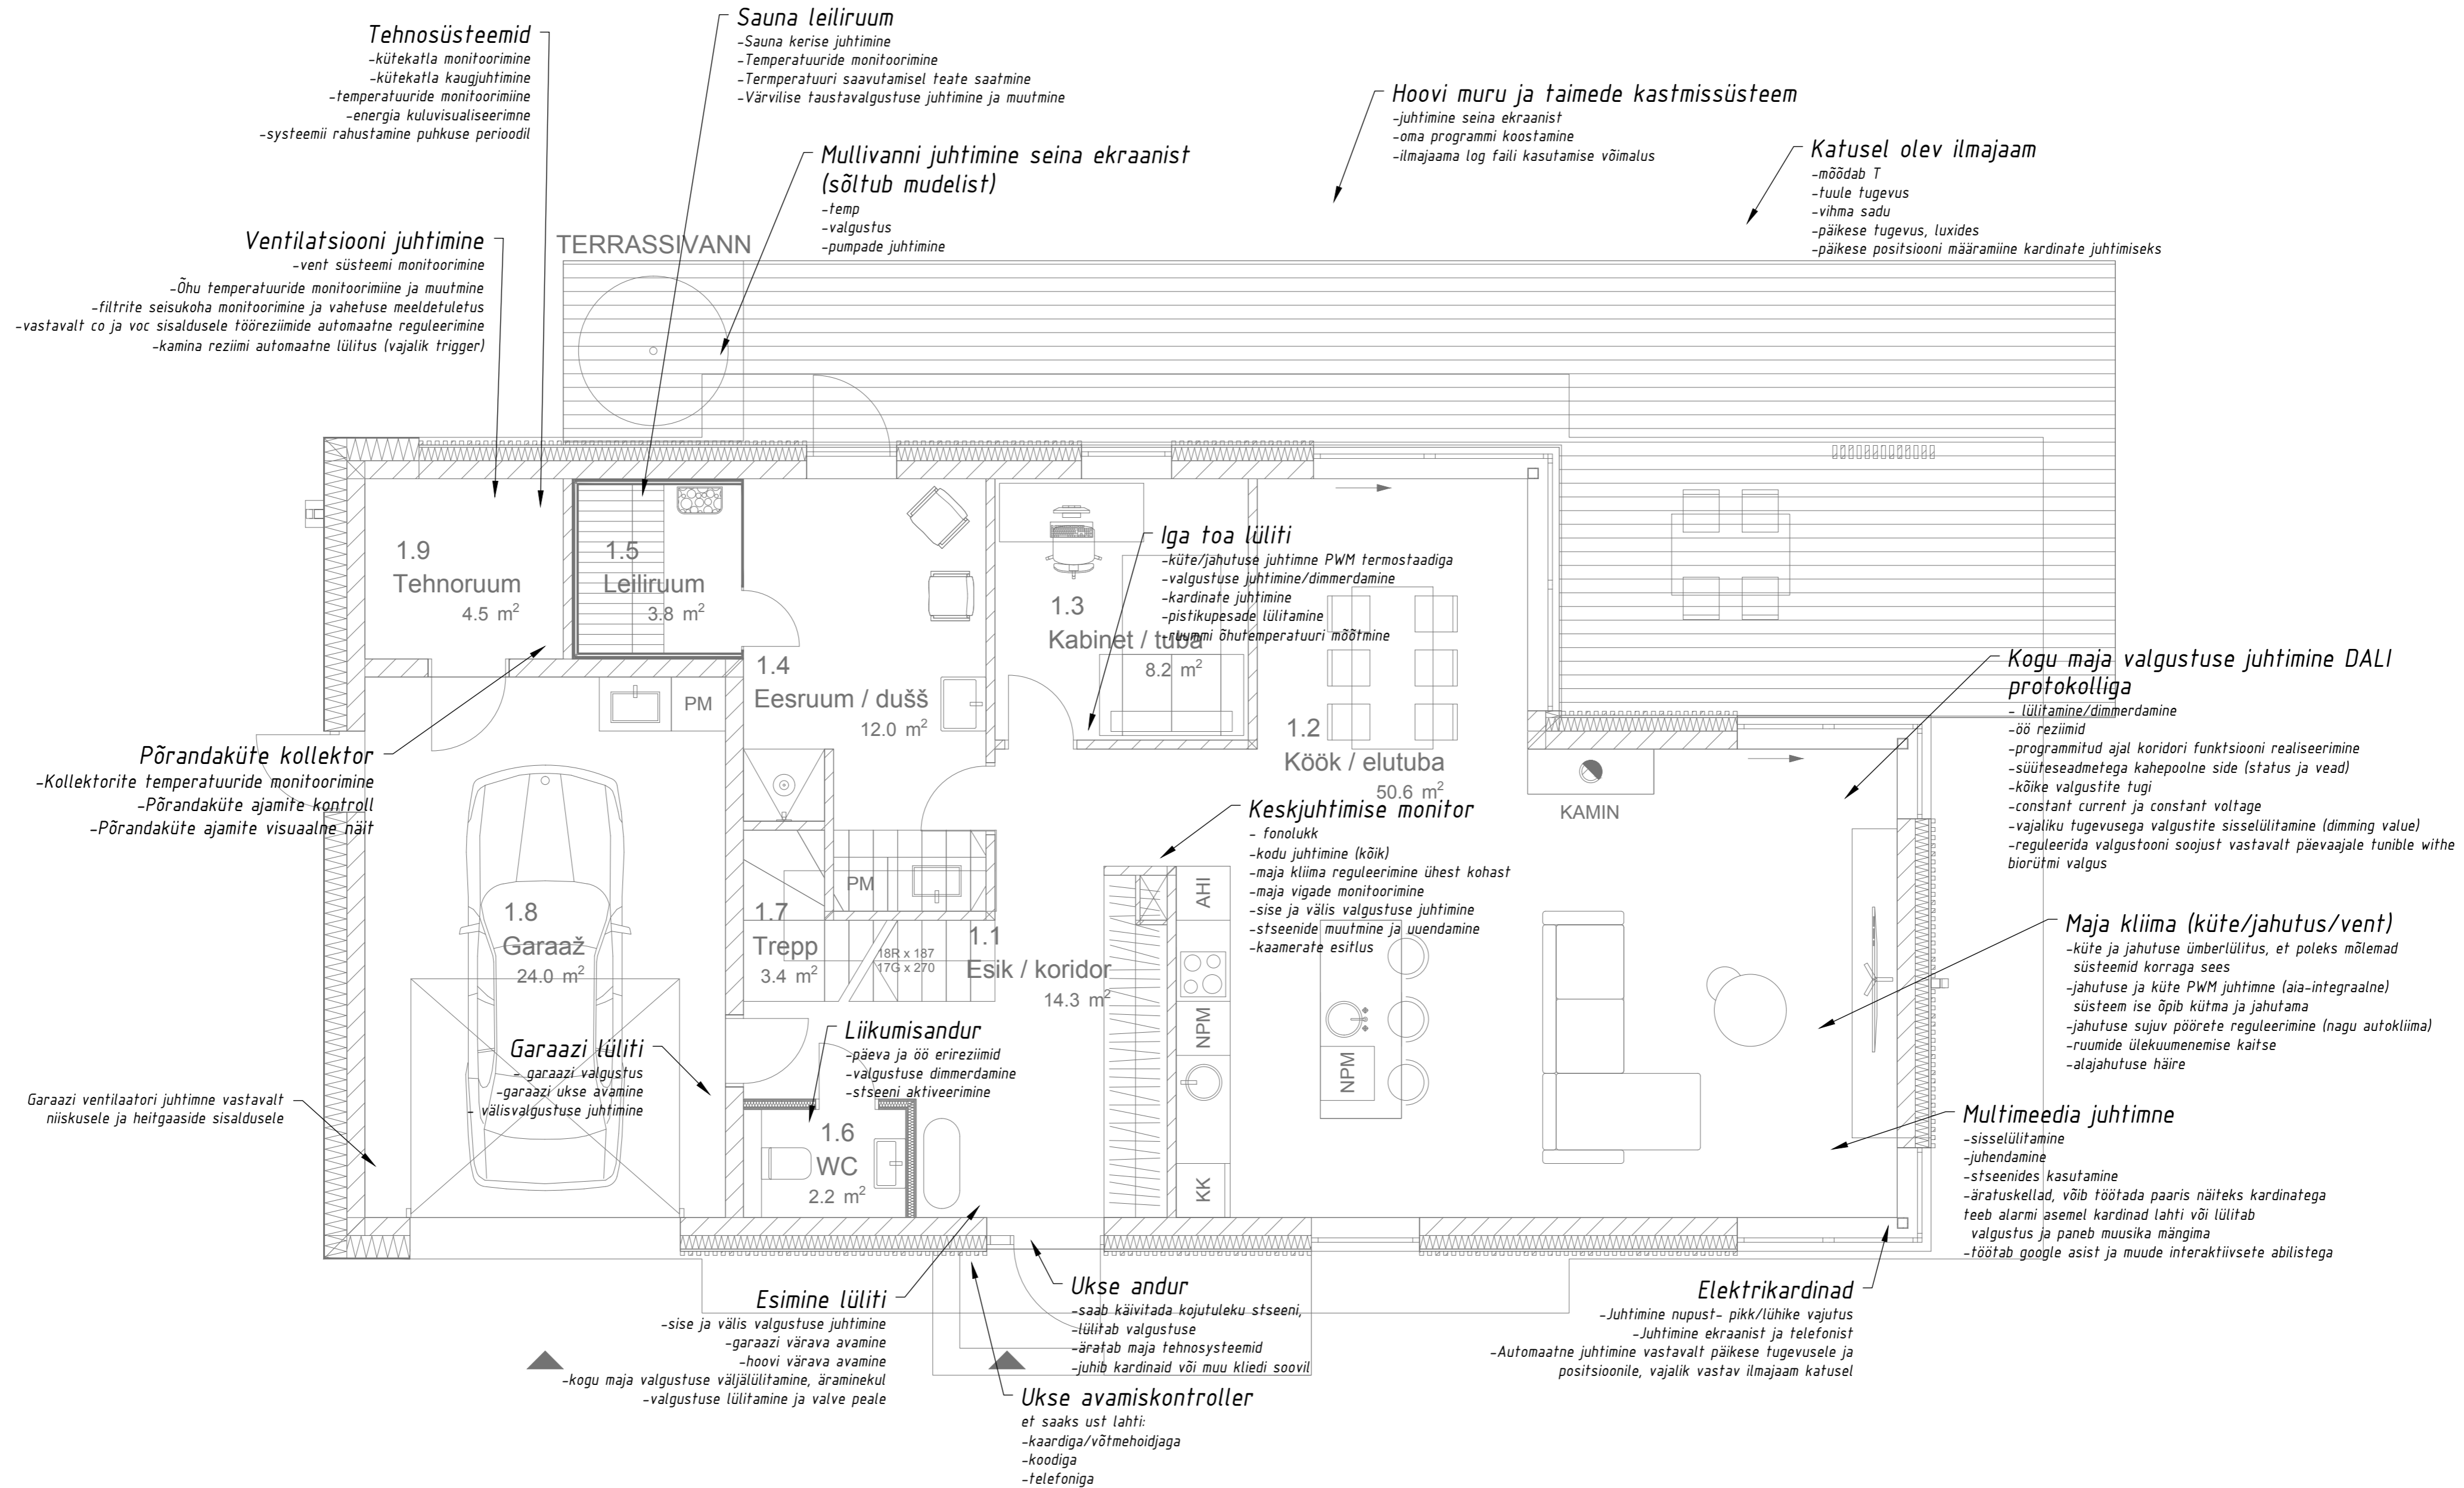 Tehnosüsteemid
-kütekatla monitoorimine
-kütekatla kaugjuhtimine
-temperatuuride monitoorimiine
-energia kuluvisualiseerimne
-systeemii rahustamine puhkuse perioodil
Sauna leiliruum
-Sauna kerise juhtimine
-Temperatuuride monitoorimine
-Termperatuuri saavutamisel teate saatmine
-Värvilise taustavalgustuse juhtimine ja muutmine
Mullivanni juhtimine seina ekraanist
(sõltub mudelist)
-temp
-valgustus
-pumpade juhtimine
Hoovi muru ja taimede kastmissüsteem
-juhtimine seina ekraanist
-oma programmi koostamine
-ilmajaama log faili kasutamise võimalus
Katusel olev ilmajaam
-mõõdab T
-tuule tugevus
-vihma sadu
-päikese tugevus, luxides
-päikese positsiooni määramiine kardinate juhtimiseks
Ventilatsiooni juhtimine
-vent süsteemi monitoorimine
-Õhu temperatuuride monitoorimiine ja muutmine
-filtrite seisukoha monitoorimine ja vahetuse meeldetuletus
-vastavalt co ja voc sisaldusele tööreziimide automaatne reguleerimine
-kamina reziimi automaatne lülitus (vajalik trigger)
TERRASSIVANN
1.9
Tehnoruum
4.5 m²
1.5
Leiliruum
3.8 m²
1.4
Eesruum / dušš
12.0 m²
1.3
Kabinet / tuba
8.2 m²
Iga toa lüliti
-küte/jahutuse juhtimne PWM termostaadiga
-valgustuse juhtimine/dimmerdamine
-kardinate juhtimine
-pistikupesade lülitamine
-ruummi õhutemperatuuri mõõtmine
1.2
Köök / elutuba
50.6 m²
KAMIN
PM
Põrandaküte kollektor
-Kollektorite temperatuuride monitoorimine
-Põrandaküte ajamite kontroll
-Põrandaküte ajamite visuaalne näit
Kogu maja valgustuse juhtimine DALI
protokolliga
- lülitamine/dimmerdamine
-öö reziimid
-programmitud ajal koridori funktsiooni realiseerimine
-süüteseadmetega kahepoolne side (status ja vead)
-kõike valgustite tugi
-constant current ja constant voltage
-vajaliku tugevusega valgustite sisselülitamine (dimming value)
-reguleerida valgustooni soojust vastavalt päevaajale tunible withe
biorütmi valgus
Keskjuhtimise monitor
- fonolukk
-kodu juhtimine (kõik)
-maja kliima reguleerimine ühest kohast
-maja vigade monitoorimine
-sise ja välis valgustuse juhtimine
-stseenide muutmine ja uuendamine
-kaamerate esitlus
PM
AHI
NPM
NPM
KK
1.8
Garaaž
24.0 m²
1.7
Trepp
3.4 m²
18R x 187
17G x 270
1.1
Esik / koridor
14.3 m²
Maja kliima (küte/jahutus/vent)
-küte ja jahutuse ümberlülitus, et poleks mõlemad
süsteemid korraga sees
-jahutuse ja küte PWM juhtimne (aia-integraalne)
süsteem ise õpib kütma ja jahutama
-jahutuse sujuv pöörete reguleerimine (nagu autokliima)
-ruumide ülekuumenemise kaitse
-alajahutuse häire
Garaazi lüliti
- garaazi valgustus
-garaazi ukse avamine
- välisvalgustuse juhtimine
Liikumisandur
-päeva ja öö erireziimid
-valgustuse dimmerdamine
-stseeni aktiveerimine
1.6
WC
2.2 m²
Garaazi ventilaatori juhtimne vastavalt
niiskusele ja heitgaaside sisaldusele
Multimeedia juhtimne
-sisselülitamine
-juhendamine
-stseenides kasutamine
-äratuskellad, võib töötada paaris näiteks kardinatega
teeb alarmi asemel kardinad lahti või lülitab
valgustus ja paneb muusika mängima
-töötab google asist ja muude interaktiivsete abilistega
Esimine lüliti
-sise ja välis valgustuse juhtimine
-garaazi värava avamine
-hoovi värava avamine
-kogu maja valgustuse väljälülitamine, äraminekul
-valgustuse lülitamine ja valve peale
Ukse andur
-saab käivitada kojutuleku stseeni,
-lülitab valgustuse
-äratab maja tehnosysteemid
-juhib kardinaid või muu kliedi soovil
Ukse avamiskontroller
et saaks ust lahti:
-kaardiga/võtmehoidjaga
-koodiga
-telefoniga
Elektrikardinad
-Juhtimine nupust- pikk/lühike vajutus
-Juhtimine ekraanist ja telefonist
-Automaatne juhtimine vastavalt päikese tugevusele ja
positsioonile, vajalik vastav ilmajaam katusel